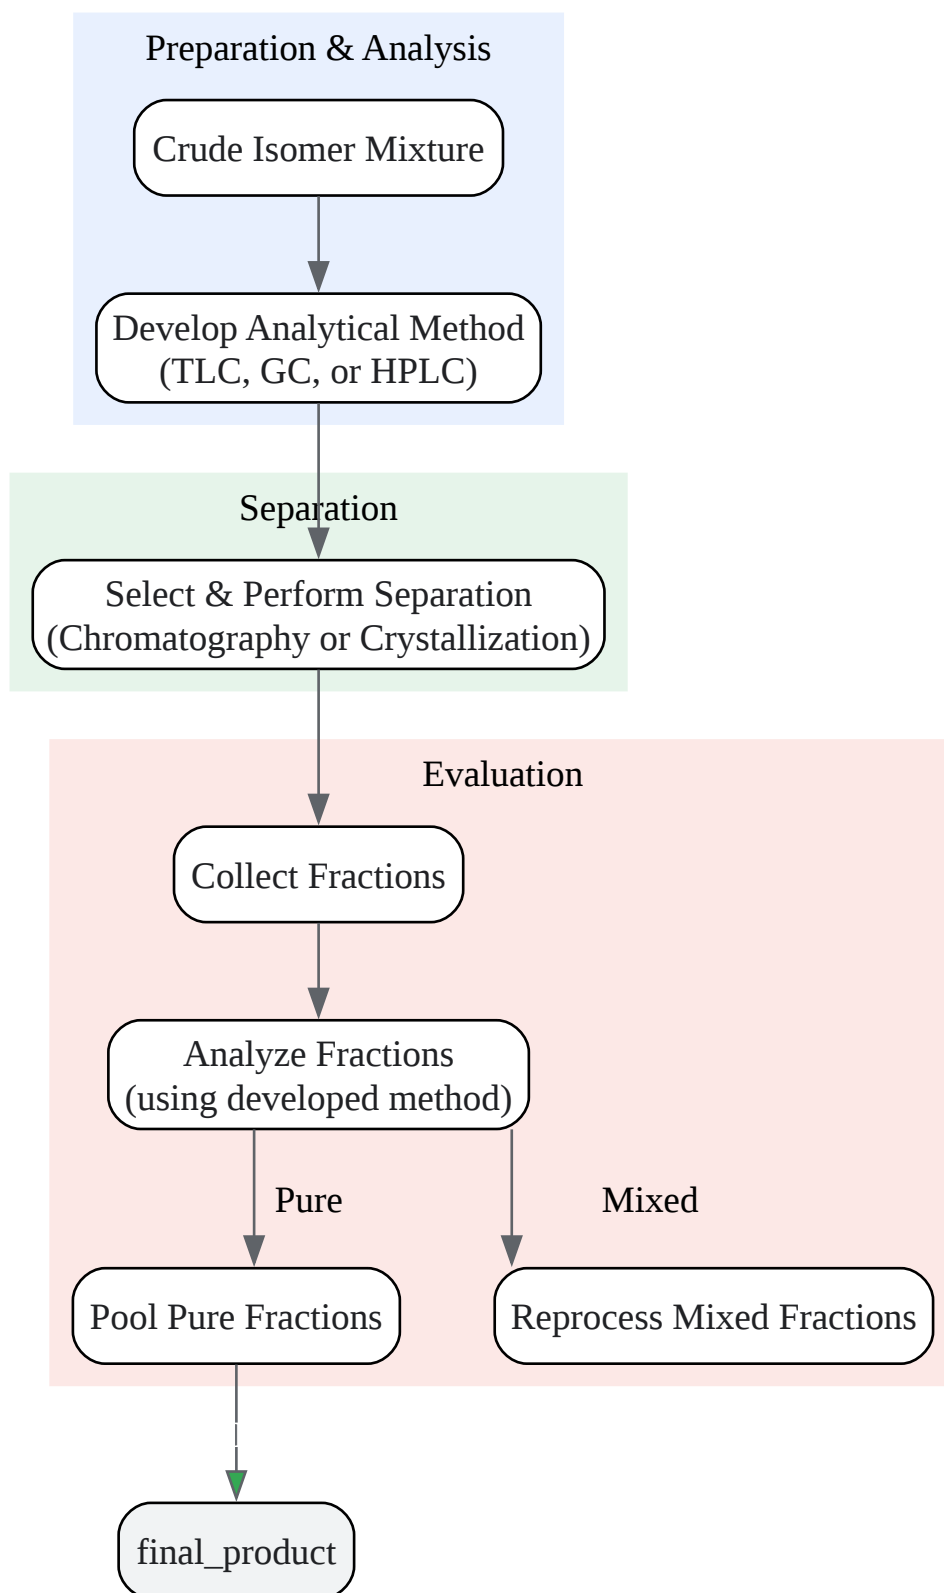 Preparation & Analysis
Crude Isomer Mixture
Develop Analytical Method
(TLC, GC, or HPLC)
Separation
Select & Perform Separation
(Chromatography or Crystallization)
Evaluation
Collect Fractions
Analyze Fractions
(using developed method)
Pure
Mixed
Pool Pure Fractions
Reprocess Mixed Fractions
final_product